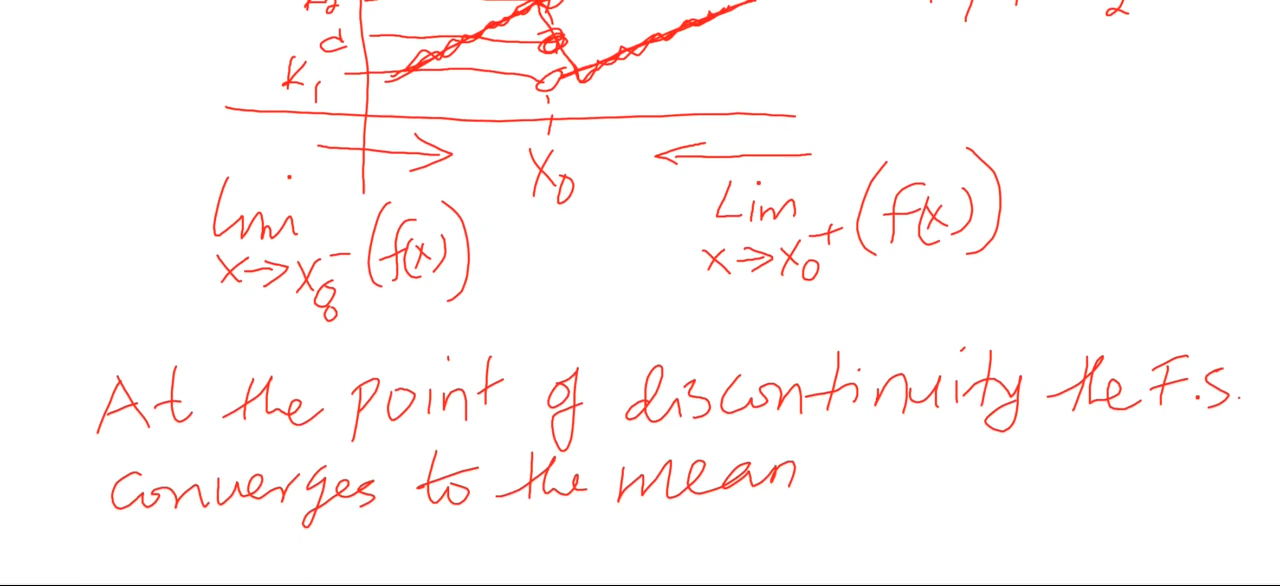 d
K₁
x₀
lim x→x₀⁻ (f(x))
Lim x→x₀⁺ (f(x))
At the point of discontinuity the F.S.
converges to the mean